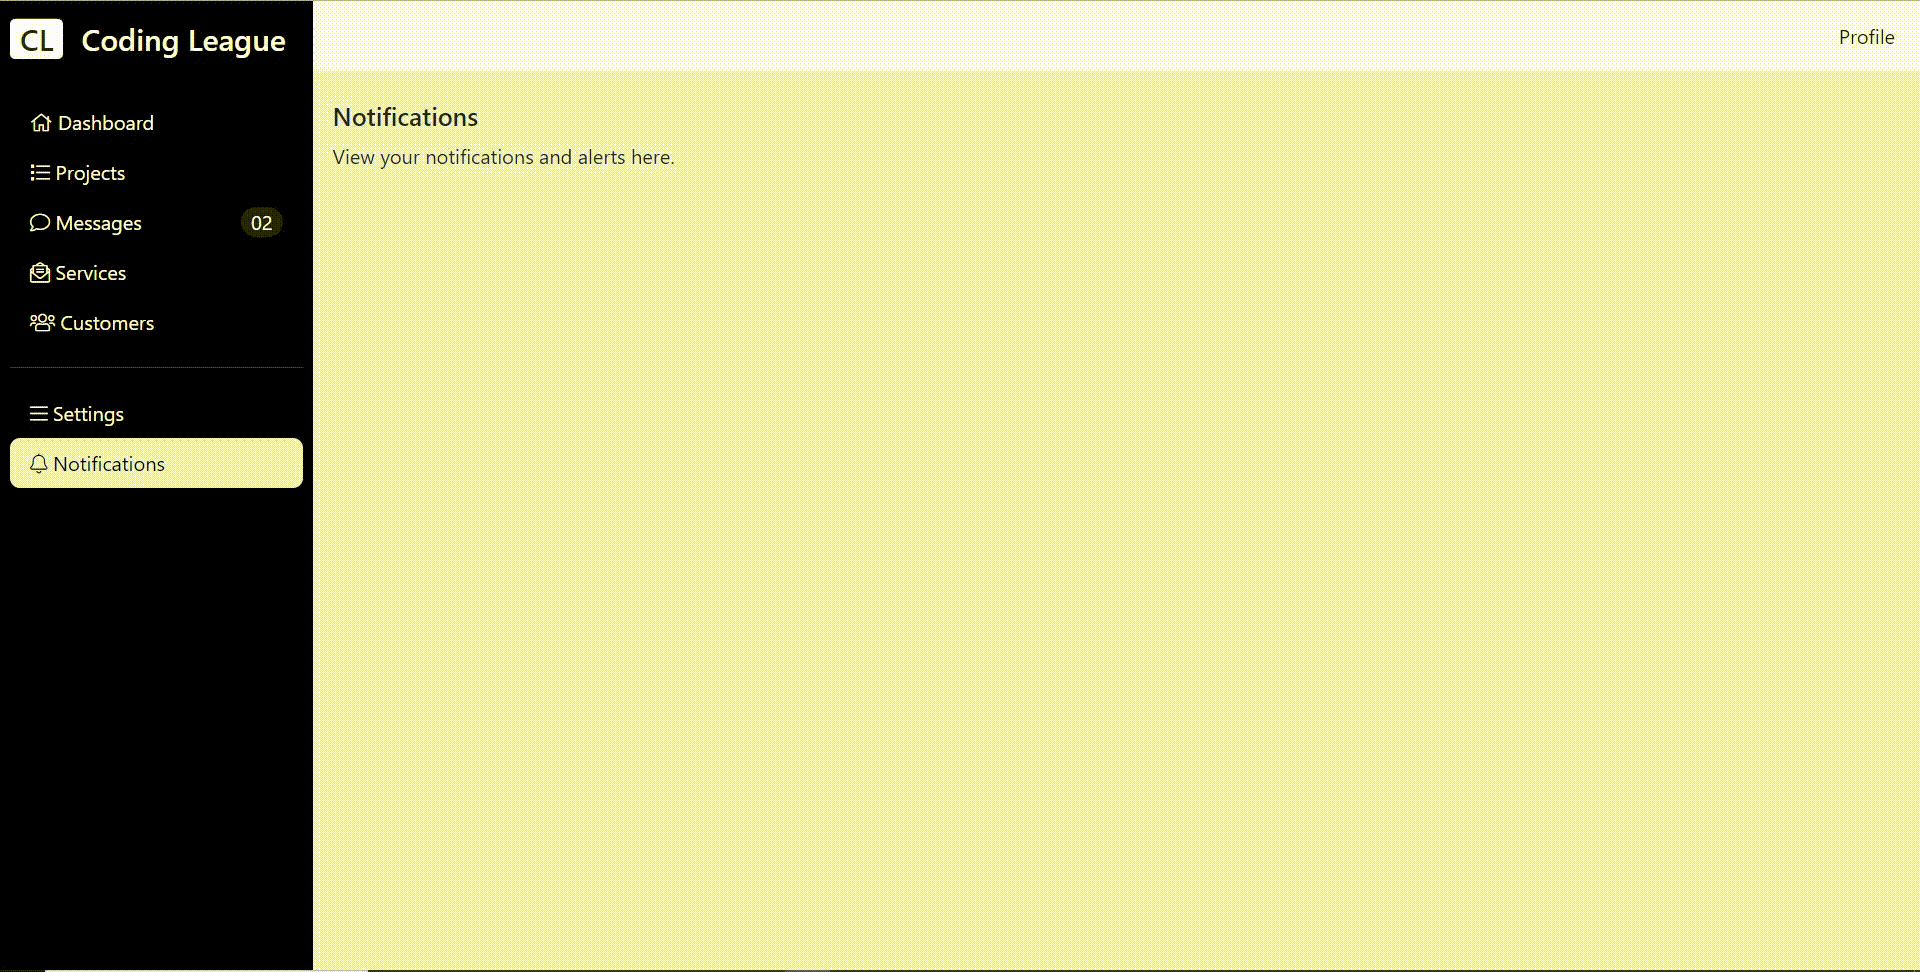 CL Coding League
Dashboard
Projects
Messages 02
Services
Customers
Settings
Notifications
Profile
Notifications
View your notifications and alerts here.